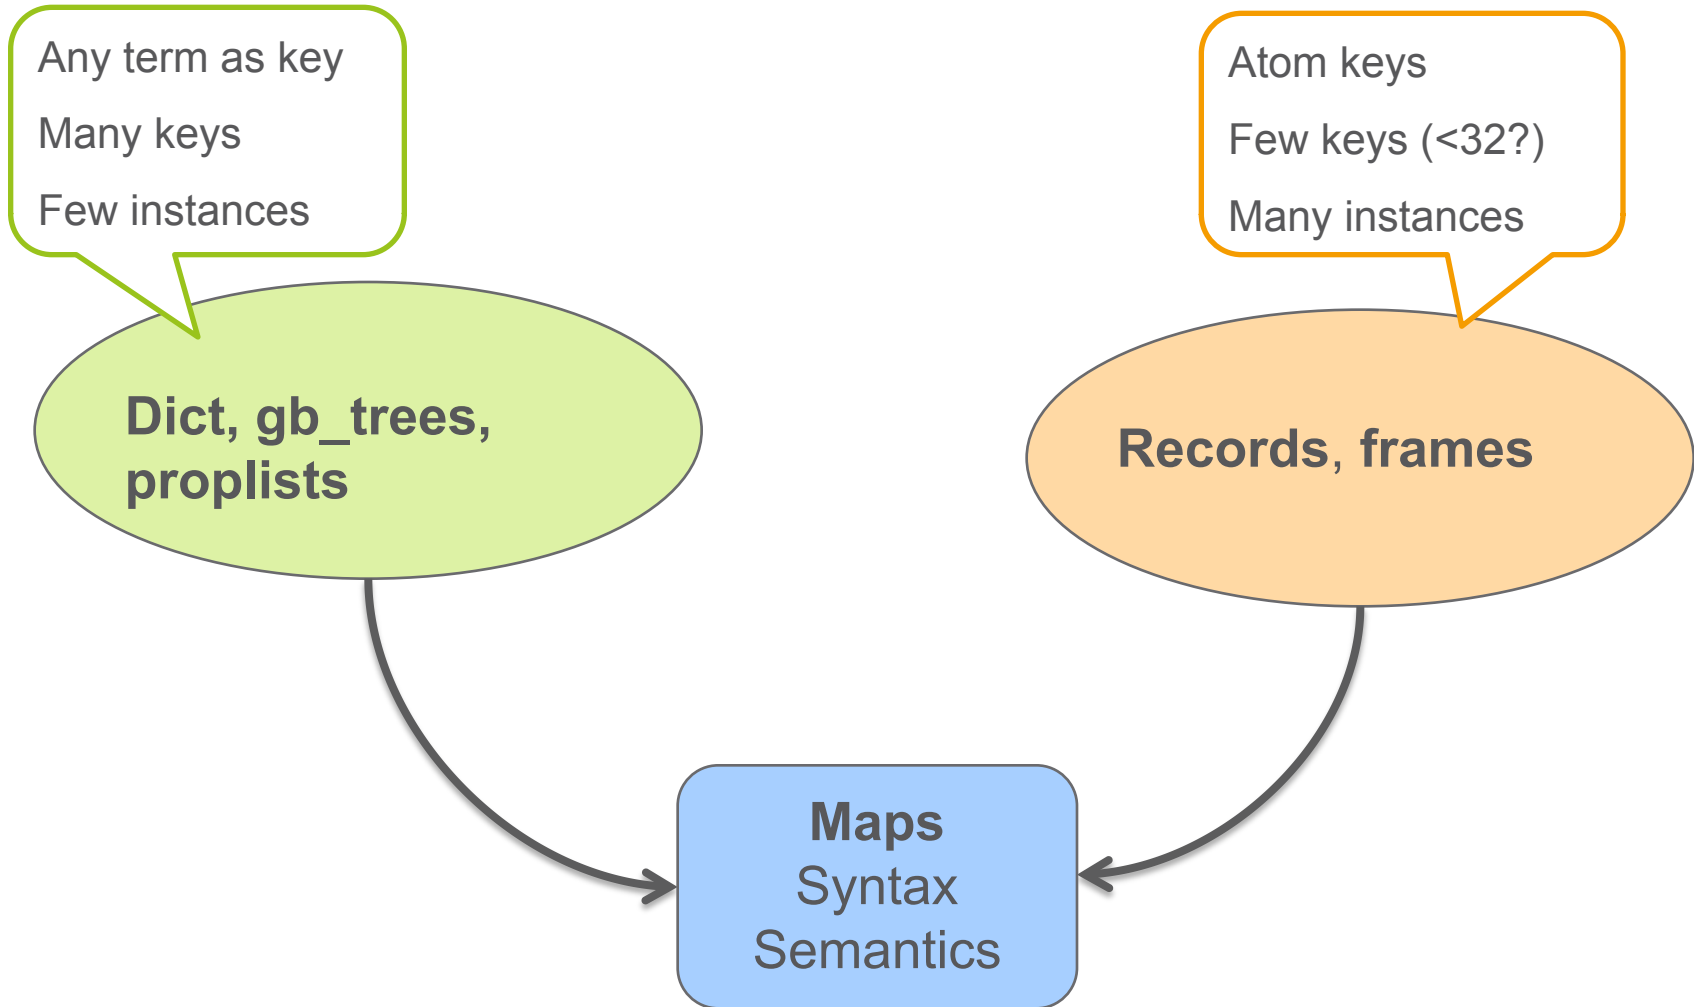 Any term as key
Many keys
Few instances
Atom keys
Few keys (<32?)
Many instances
Dict, gb_trees,
proplists
Records, frames
Maps
Syntax
Semantics